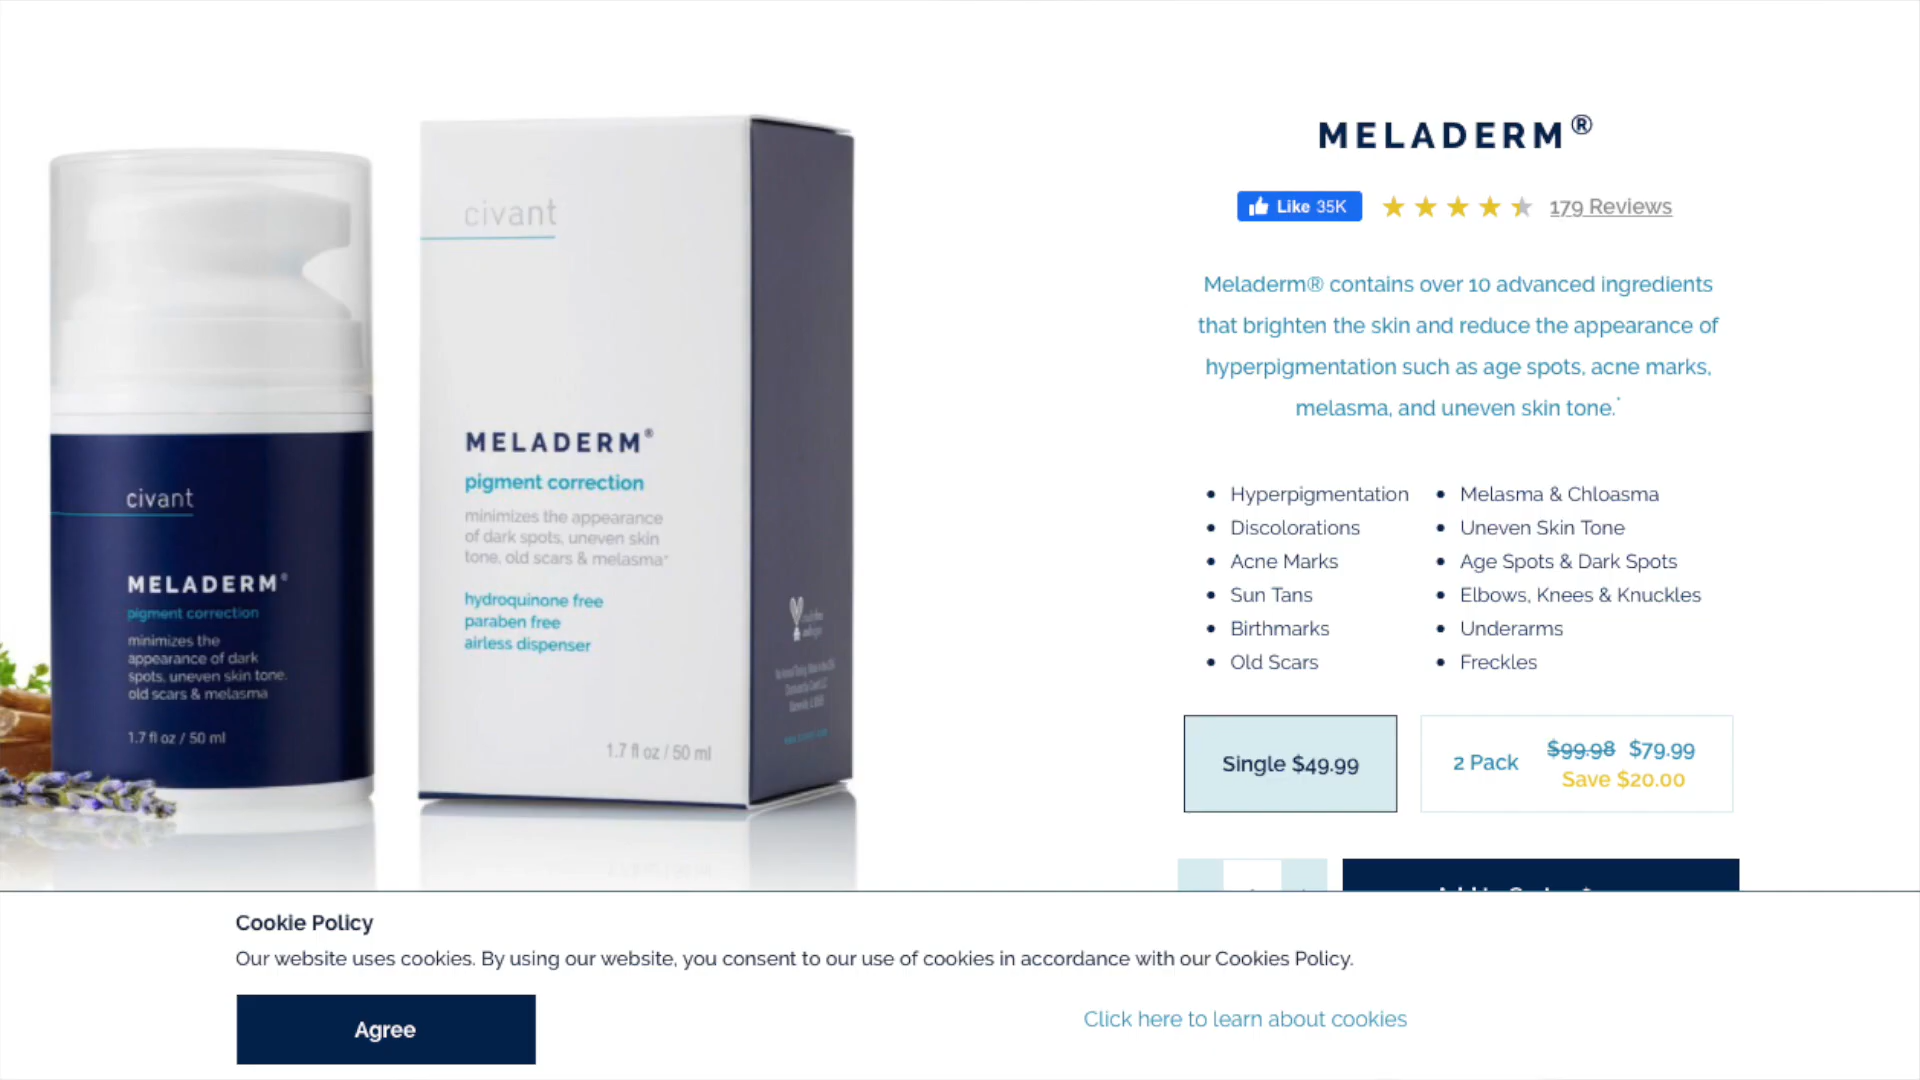 civant
MELADERM®
pigment correction
minimizes the
appearance of dark
spots, uneven skin tone,
old scars & melasma
1.7 fl oz / 50 ml
civant
MELADERM®
pigment correction
minimizes the appearance
of dark spots, uneven skin
tone, old scars & melasma*
hydroquinone free
paraben free
airless dispenser
1.7 fl oz / 50 ml
MELADERM®
Like 35K
179 Reviews
Meladerm® contains over 10 advanced ingredients
that brighten the skin and reduce the appearance of
hyperpigmentation such as age spots, acne marks,
melasma, and uneven skin tone.*
Hyperpigmentation
Discolorations
Acne Marks
Sun Tans
Birthmarks
Old Scars
Melasma & Chloasma
Uneven Skin Tone
Age Spots & Dark Spots
Elbows, Knees & Knuckles
Underarms
Freckles
Single $49.99
2 Pack $99.98 $79.99
Save $20.00
Cookie Policy
Our website uses cookies. By using our website, you consent to our use of cookies in accordance with our Cookies Policy.
Agree
Click here to learn about cookies